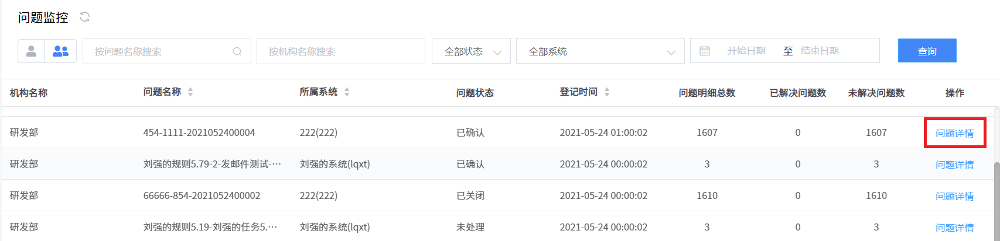 问题监控
按问题名称搜索 按机构名称搜索 全部状态 全部系统 开始日期 至 结束日期 查询
机构名称 问题名称 所属系统 问题状态 登记时间 问题明细总数 已解决问题数 未解决问题数 操作
研发部 454-1111-2021052400004 222(222) 已确认 2021-05-24 01:00:02 1607 0 1607 问题详情
研发部 刘强的规则5.79-2-发邮件测试-… 刘强的系统(lqxt) 已确认 2021-05-24 00:00:02 3 0 3 问题详情
研发部 66666-854-2021052400002 222(222) 已关闭 2021-05-24 00:00:02 1610 0 1610 问题详情
研发部 刘强的规则5.19-刘强的任务5.… 刘强的系统(lqxt) 未处理 2021-05-24 00:00:02 3 0 3 问题详情